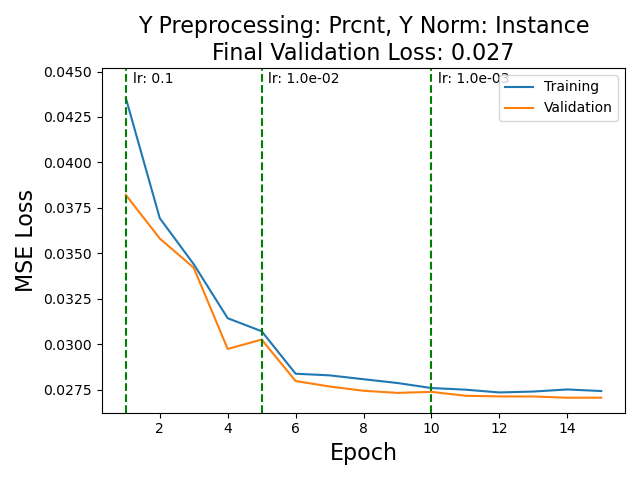 Y Preprocessing: Prcnt, Y Norm: Instance
Final Validation Loss: 0.027
lr: 0.1
lr: 1.0e-02
lr: 1.0e-03
Training
Validation
0.0450
0.0425
0.0400
0.0375
0.0350
0.0325
0.0300
0.0275
MSE Loss
2 4 6 8 10 12 14
Epoch